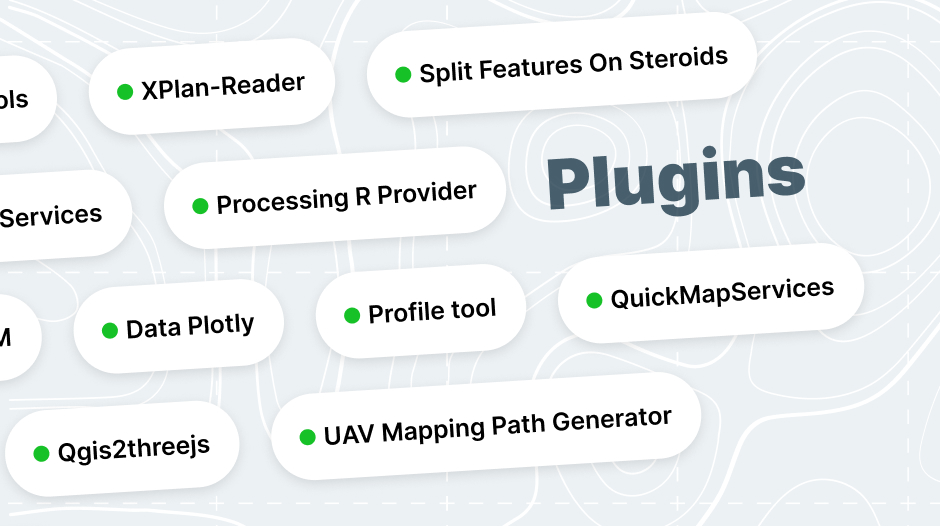 ols
XPlan-Reader
Split Features On Steroids
Services
Processing R Provider
Plugins
M
Data Plotly
Profile tool
QuickMapServices
Qgis2threejs
UAV Mapping Path Generator